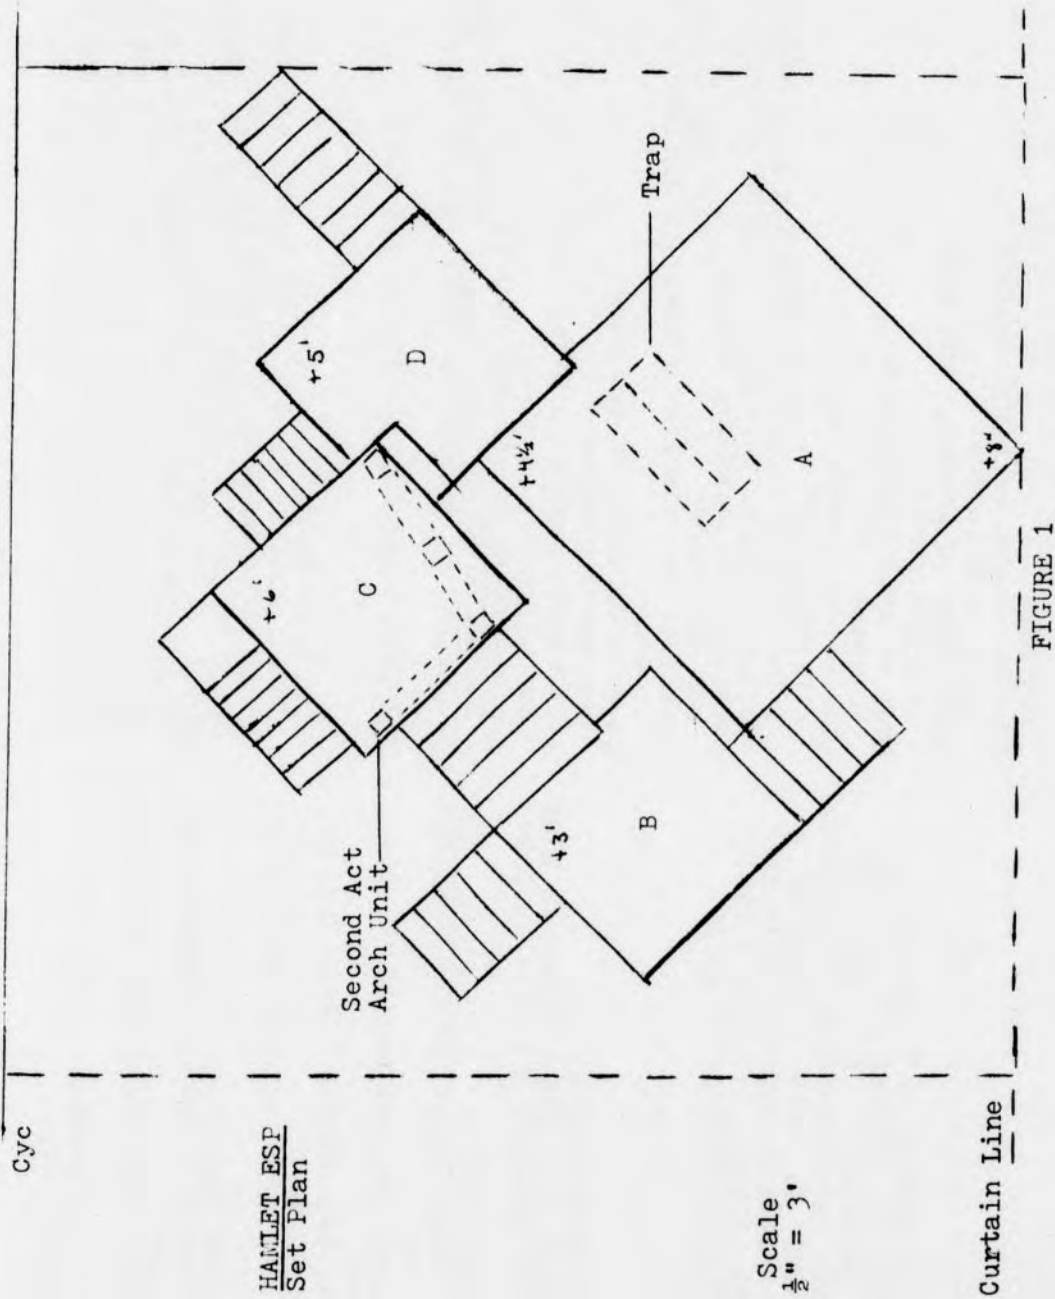 Cyc
HAMLET ESP
Set Plan
Second Act
Arch Unit
Trap
+6'
C
+5'
D
+3'
B
+4½'
A
+8"
Scale
½" = 3'
Curtain Line
FIGURE 1